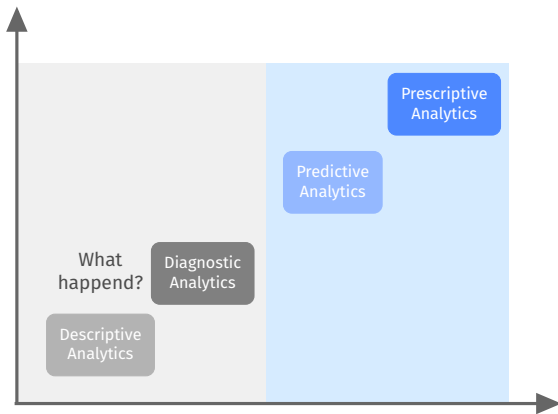 Prescriptive
Analytics
Predictive
Analytics
What
happend?
Diagnostic
Analytics
Descriptive
Analytics